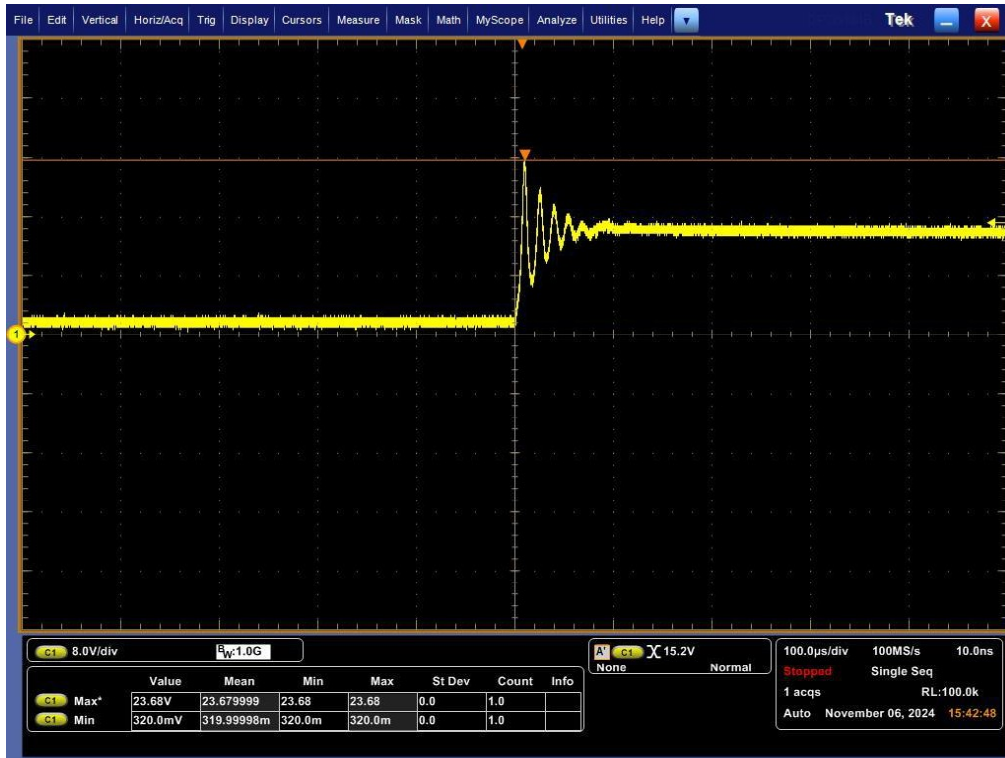 File Edit Vertical Horiz/Acq Trig Display Cursors Measure Mask Math MyScope Analyze Utilities Help Tek X
1
C1 8.0V/div BW:1.0G
A' C1 15.2V
None Normal
100.0µs/div 100MS/s 10.0ns
Stopped Single Seq
1 acqs RL:100.0k
Auto November 06, 2024 15:42:48
Value Mean Min Max St Dev Count Info
C1 Max* 23.68V 23.679999 23.68 23.68 0.0 1.0
C1 Min 320.0mV 319.99998m 320.0m 320.0m 0.0 1.0